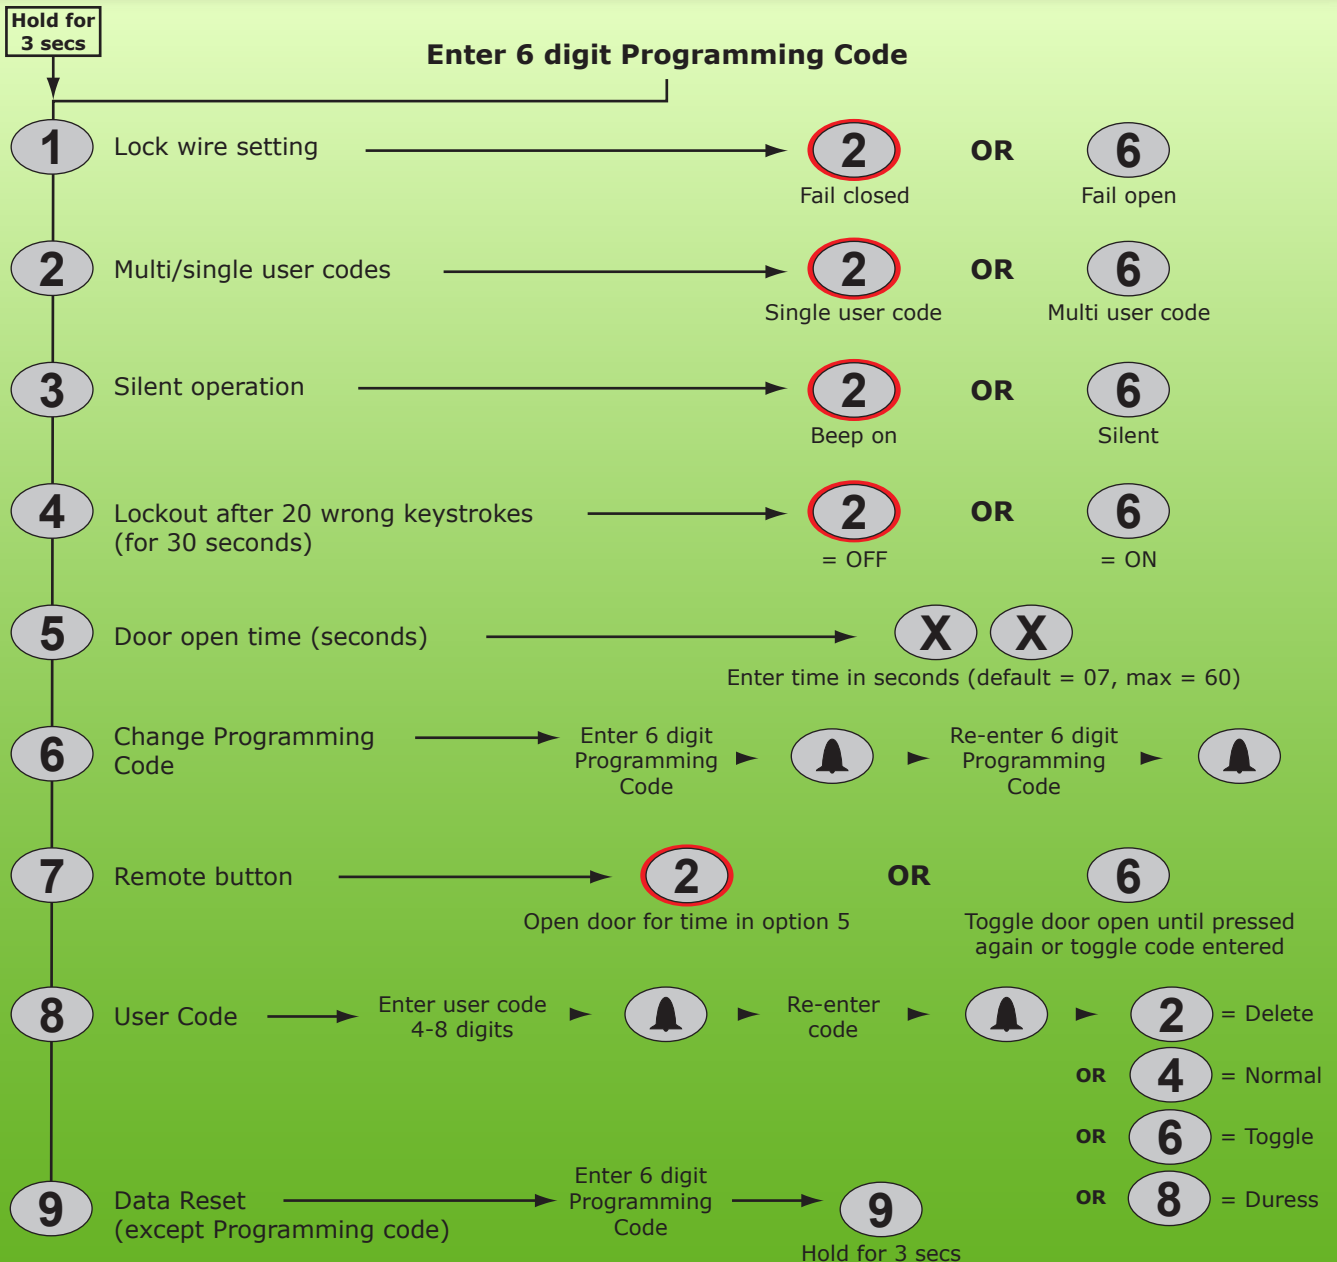 Hold for
3 secs
Enter 6 digit Programming Code
1 Lock wire setting 2 OR 6
Fail closed Fail open
2 Multi/single user codes 2 OR 6
Single user code Multi user code
3 Silent operation 2 OR 6
Beep on Silent
4 Lockout after 20 wrong keystrokes 2 OR 6
(for 30 seconds) = OFF = ON
5 Door open time (seconds) X X
Enter time in seconds (default = 07, max = 60)
6 Change Programming
Code
Enter 6 digit
Programming
Code
Re-enter 6 digit
Programming
Code
7 Remote button 2 OR 6
Open door for time in option 5
Toggle door open until pressed
again or toggle code entered
8 User Code
Enter user code
4-8 digits
Re-enter
code
2 = Delete
OR 4 = Normal
OR 6 = Toggle
OR 8 = Duress
9 Data Reset
(except Programming code)
Enter 6 digit
Programming
Code
9
Hold for 3 secs